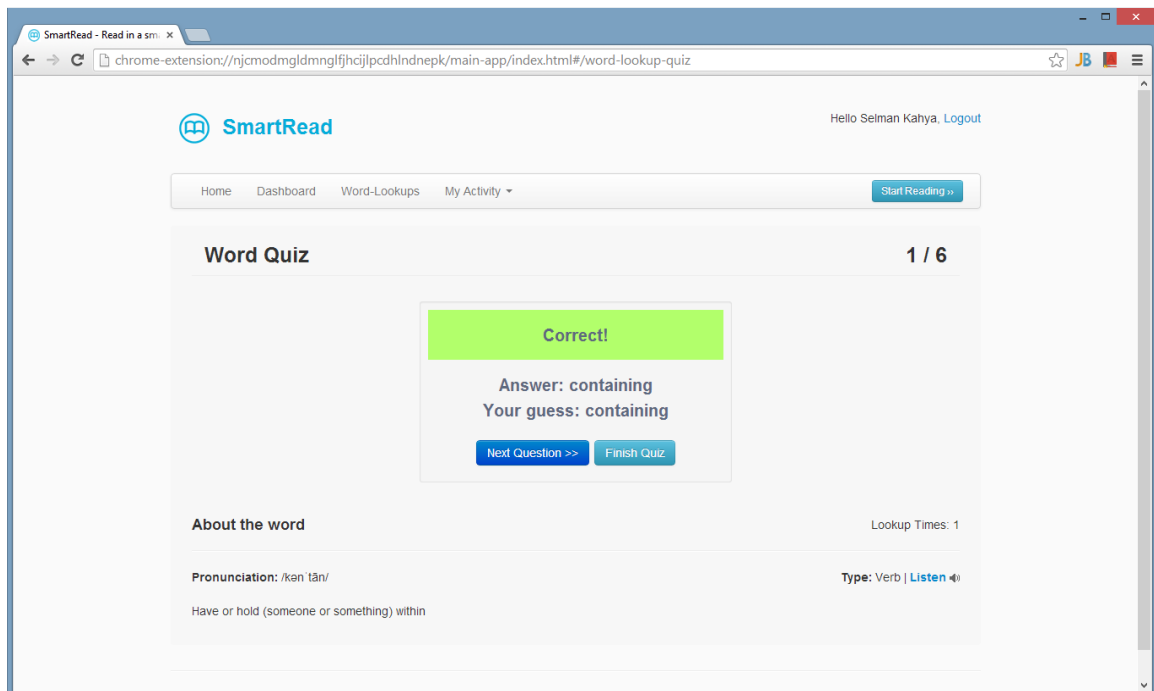 SmartRead - Read in a sm
chrome-extension://njcmodmgldmnglfjhcijlpcdhlndnepk/main-app/index.html#/word-lookup-quiz
JB
SmartRead
Hello Selman Kahya, Logout
Home Dashboard Word-Lookups My Activity Start Reading »
Word Quiz 1 / 6
Correct!
Answer: containing
Your guess: containing
Next Question >> Finish Quiz
About the word Lookup Times: 1
Pronunciation: /kənˈtān/ Type: Verb | Listen
Have or hold (someone or something) within